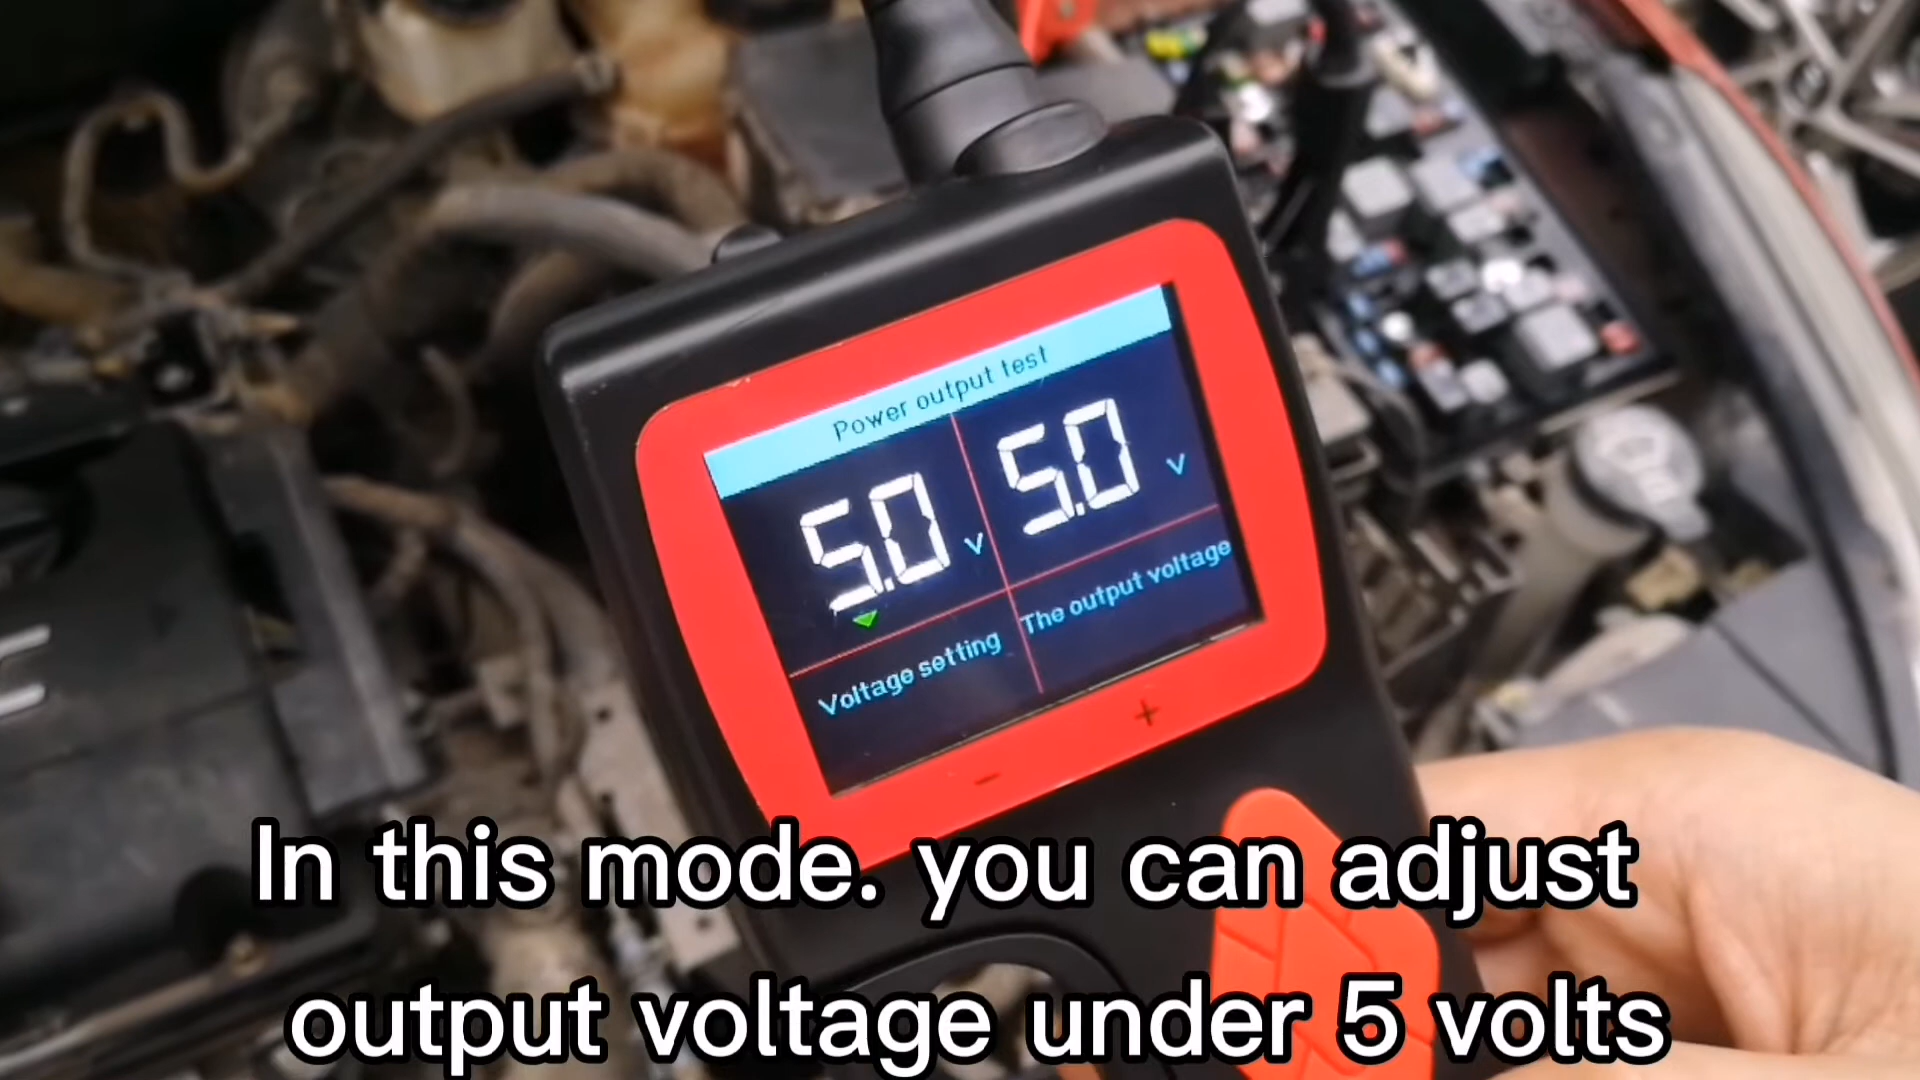 Power output test
5.0 V
5.0 V
Voltage setting
The output voltage
- +
In this mode. you can adjust
output voltage under 5 volts